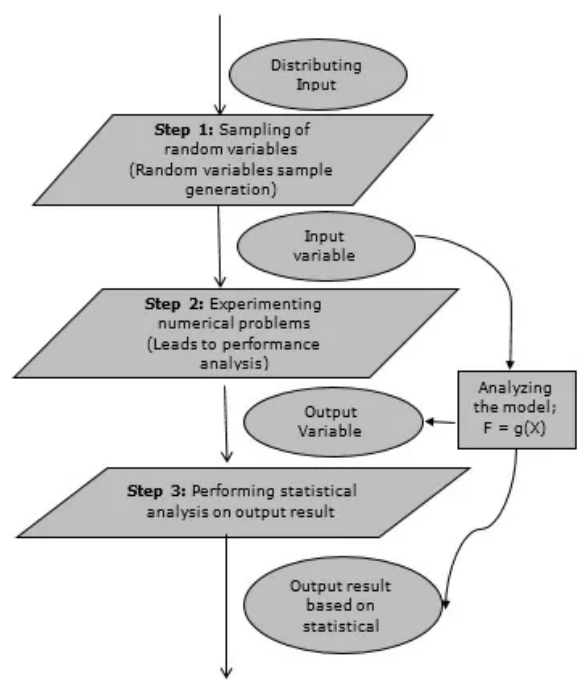 Distributing
Input
Step 1: Sampling of
random variables
(Random variables sample
generation)
Input
variable
Step 2: Experimenting
numerical problems
(Leads to performance
analysis)
Analyzing
the model;
F = g(X)
Output
Variable
Step 3: Performing statistical
analysis on output result
Output result
based on
statistical